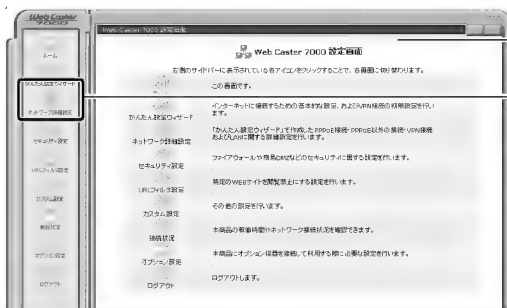 Web Caster
7000
Web Caster 7000 設定画面
Web Caster 7000 設定画面
左側のサイドバーに表示されている各アイコンをクリックすることで、各画面に切り替わります。
ホーム
この画面です。
かんたん設定ウィザード
かんたん設定ウィザード
インターネットに接続するための基本的な設定、およびVPN接続の初期設定を行います。
ネットワーク詳細設定
ネットワーク詳細設定
「かんたん設定ウィザード」で作成したPPPoE接続・PPPoE以外の接続・VPN接続およびLANに関する詳細設定を行います。
セキュリティ設定
セキュリティ設定
ファイアウォールや簡易DMZなどのセキュリティに関する設定を行います。
URLフィルタ設定
URLフィルタ設定
特定のWEBサイトを閲覧禁止にする設定を行います。
カスタム設定
カスタム設定
その他の設定を行います。
接続状況
接続状況
本商品の稼働時間やネットワーク接続状況を確認できます。
オプション設定
オプション設定
本商品にオプション機器を接続して利用する際に必要な設定を行います。
ログアウト
ログアウト
ログアウトします。